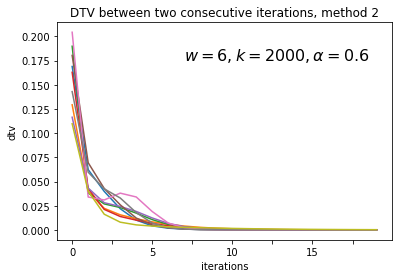 DTV between two consecutive iterations, method 2
w = 6, k = 2000, α = 0.6
0.200
0.175
0.150
0.125
0.100
0.075
0.050
0.025
0.000
dtv
0 5 10 15
iterations